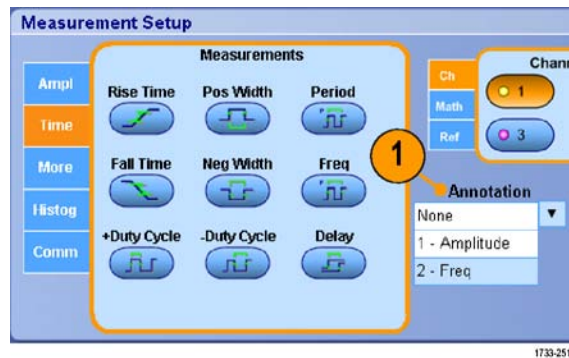 Measurement Setup
Measurements
Ampl
Time
More
Histog
Comm
Rise Time Pos Width Period
Fall Time Neg Width Freq
+Duty Cycle -Duty Cycle Delay
Ch
Math
Ref
Chann
1
3
1
Annotation
None
1 - Amplitude
2 - Freq
1733-251